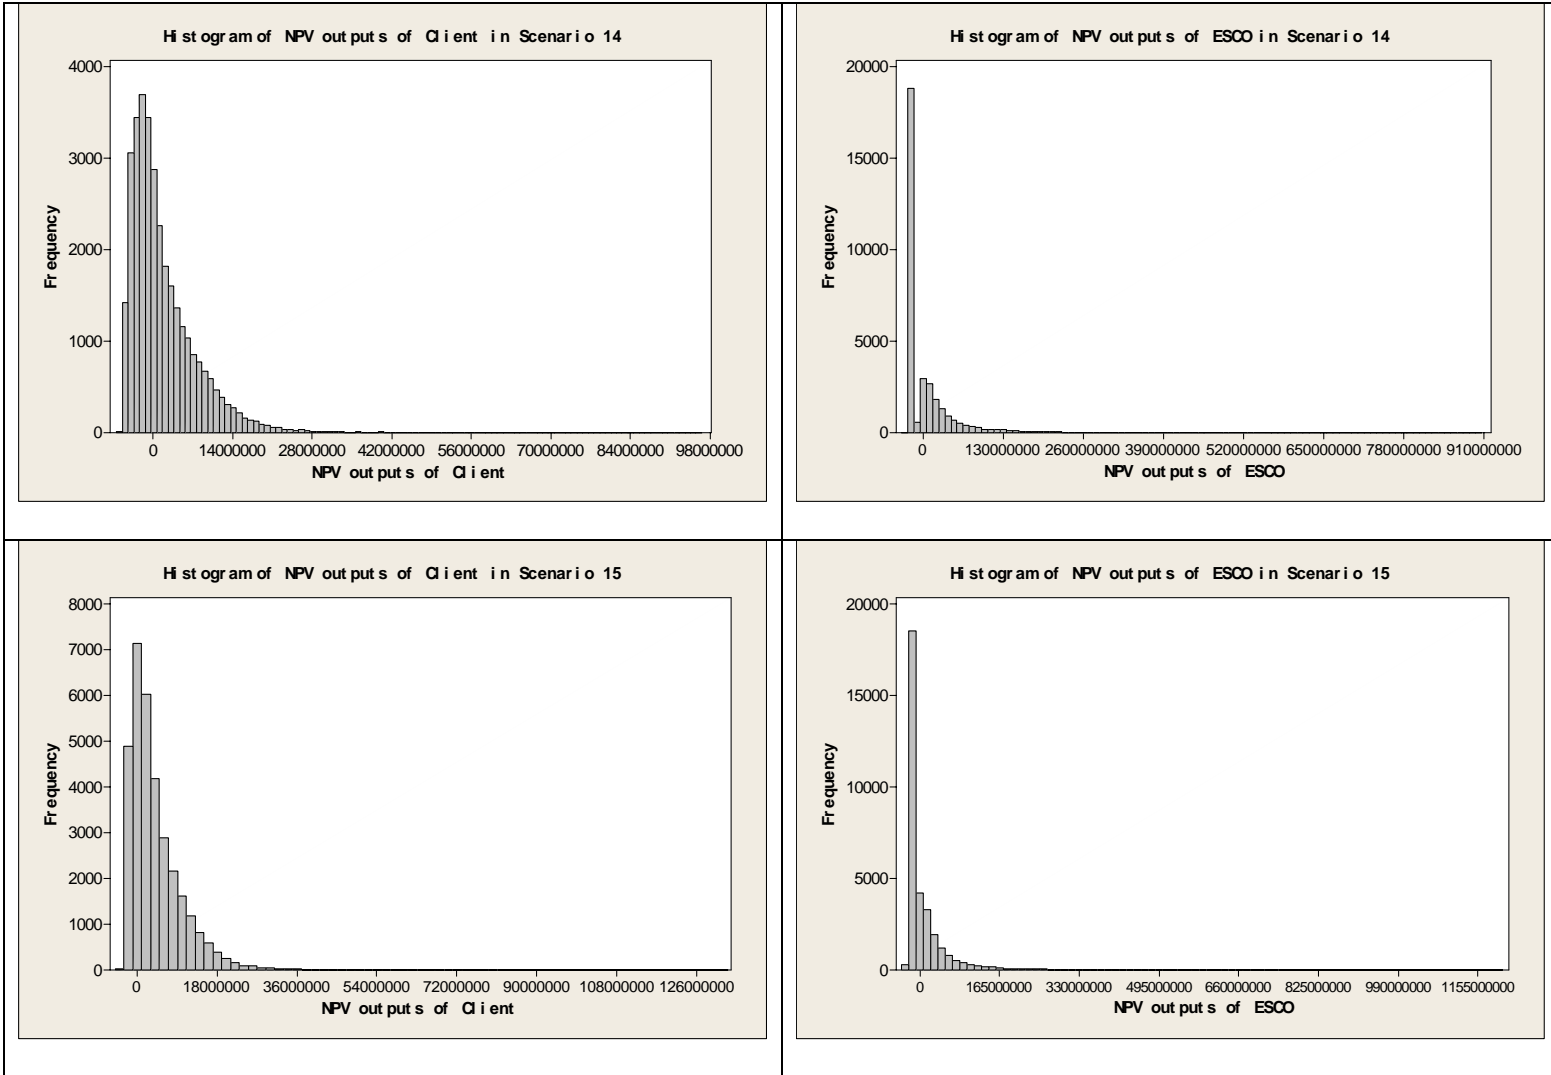 Histogram of NPV outputs of Client in Scenario 14
4000
3000
2000
1000
0
Frequency
0 14000000 28000000 42000000 56000000 70000000 84000000 98000000
NPV outputs of Client
Histogram of NPV outputs of ESCO in Scenario 14
20000
15000
10000
5000
0
Frequency
0 130000000 260000000 390000000 520000000 650000000 780000000 910000000
NPV outputs of ESCO
Histogram of NPV outputs of Client in Scenario 15
8000
7000
6000
5000
4000
3000
2000
1000
0
Frequency
0 18000000 36000000 54000000 72000000 90000000 108000000 126000000
NPV outputs of Client
Histogram of NPV outputs of ESCO in Scenario 15
20000
15000
10000
5000
0
Frequency
0 165000000 330000000 495000000 660000000 825000000 990000000 1155000000
NPV outputs of ESCO